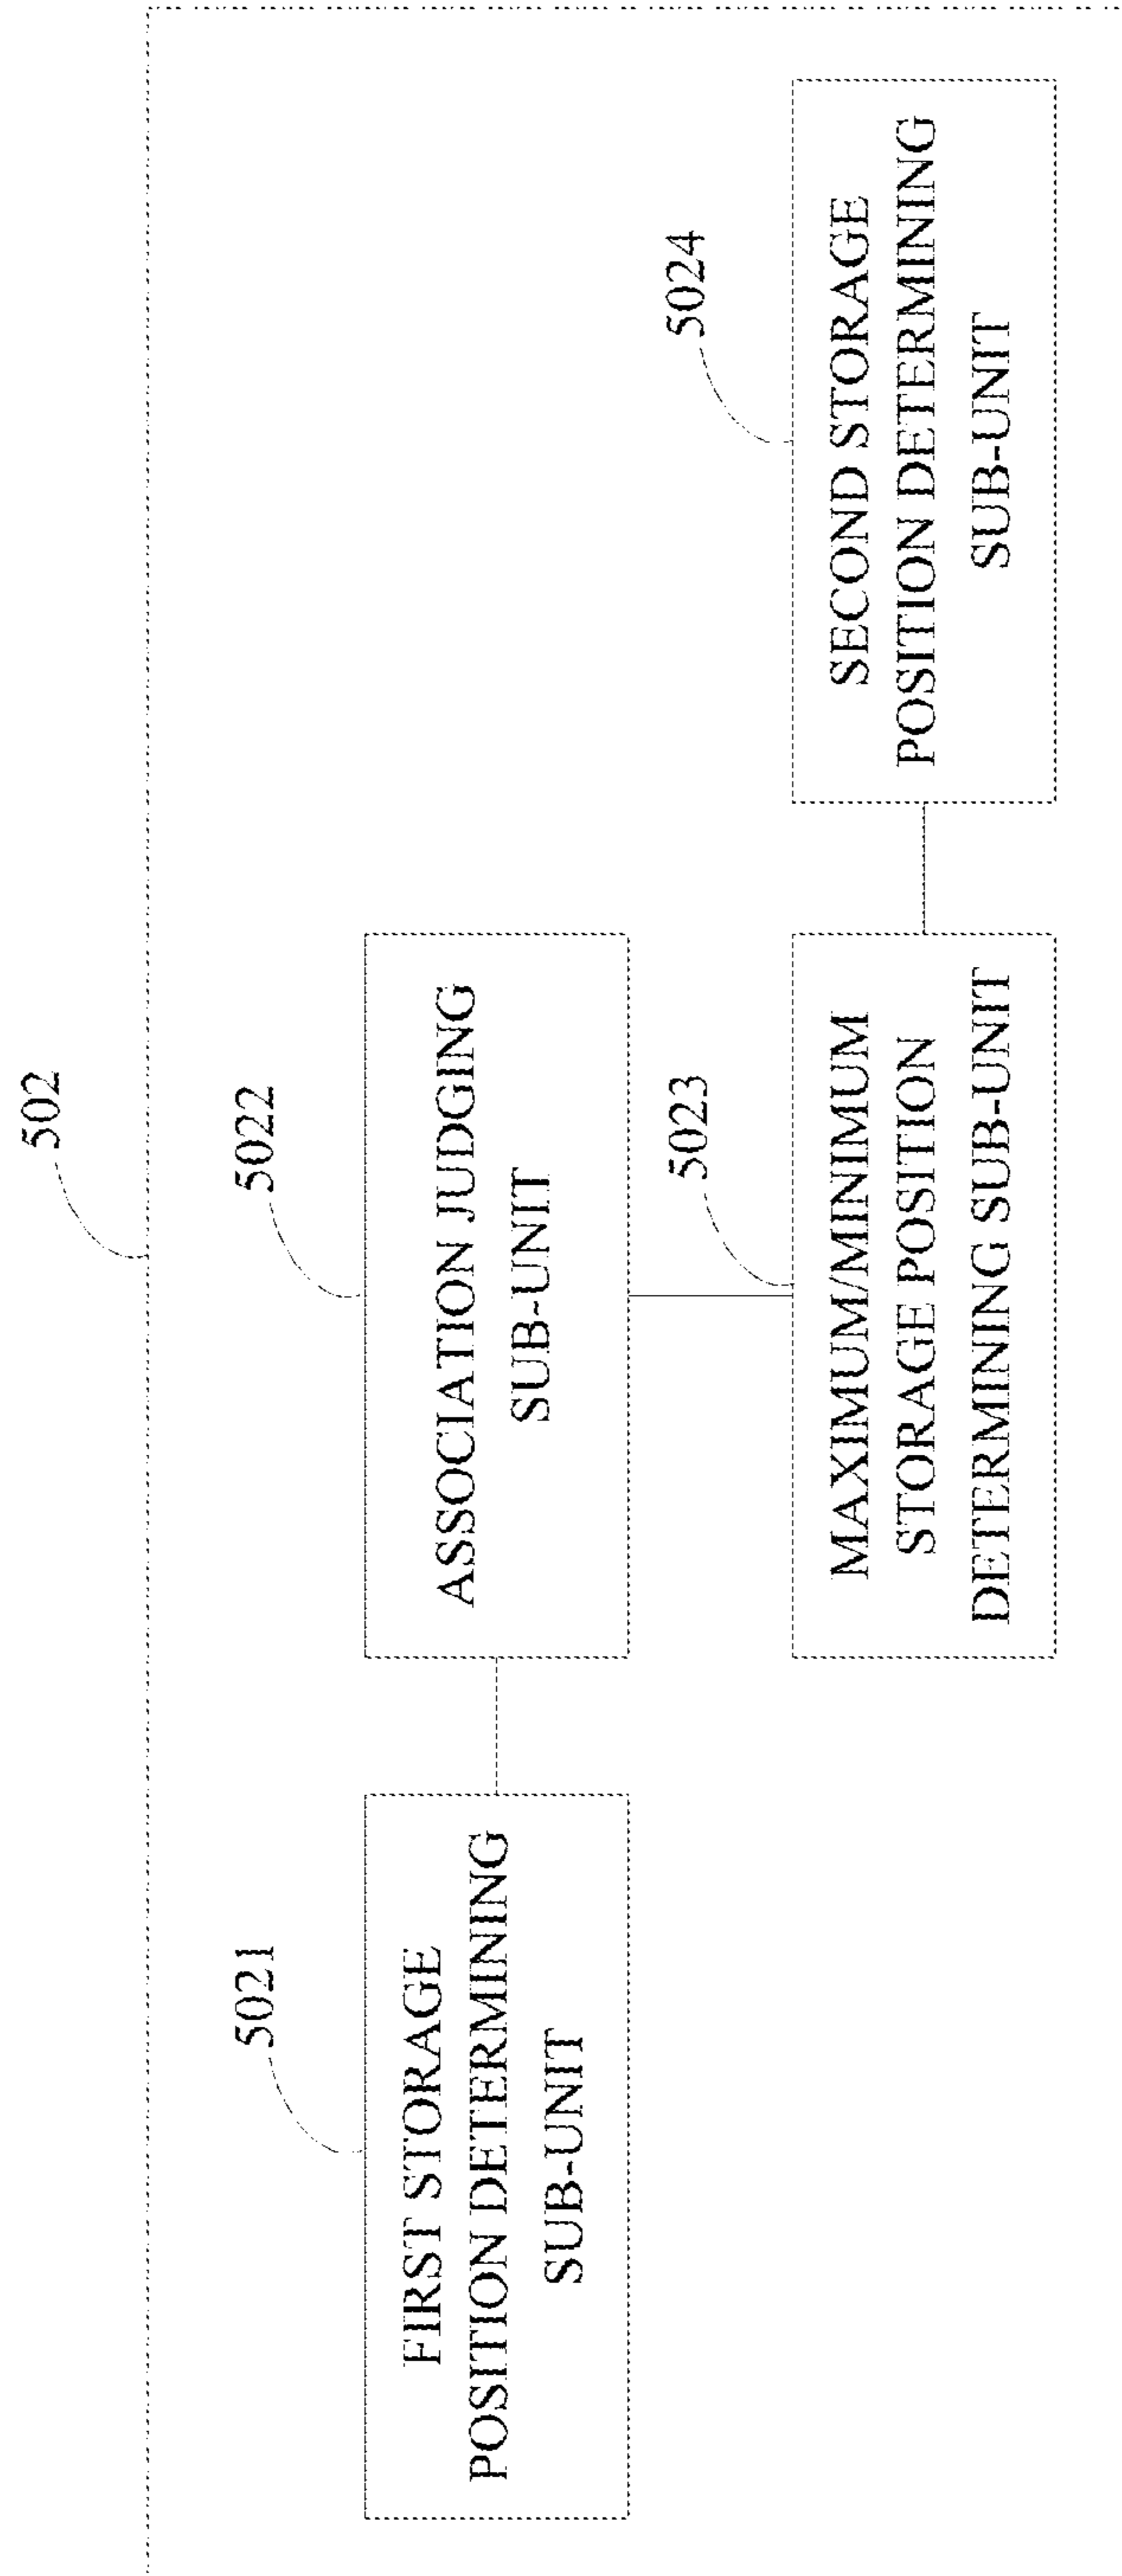 502
5021
FIRST STORAGE
POSITION DETERMINING
SUB-UNIT
5022
ASSOCIATION JUDGING
SUB-UNIT
5023
MAXIMUM/MINIMUM
STORAGE POSITION
DETERMINING SUB-UNIT
5024
SECOND STORAGE
POSITION DETERMINING
SUB-UNIT